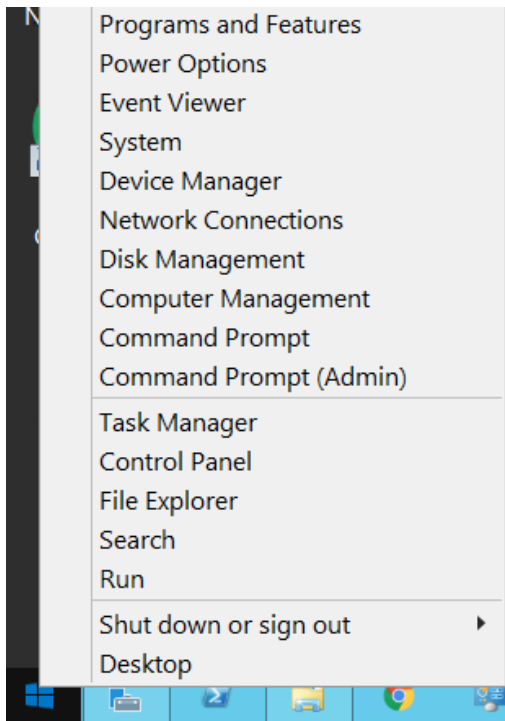 Programs and Features
Power Options
Event Viewer
System
Device Manager
Network Connections
Disk Management
Computer Management
Command Prompt
Command Prompt (Admin)
Task Manager
Control Panel
File Explorer
Search
Run
Shut down or sign out
Desktop